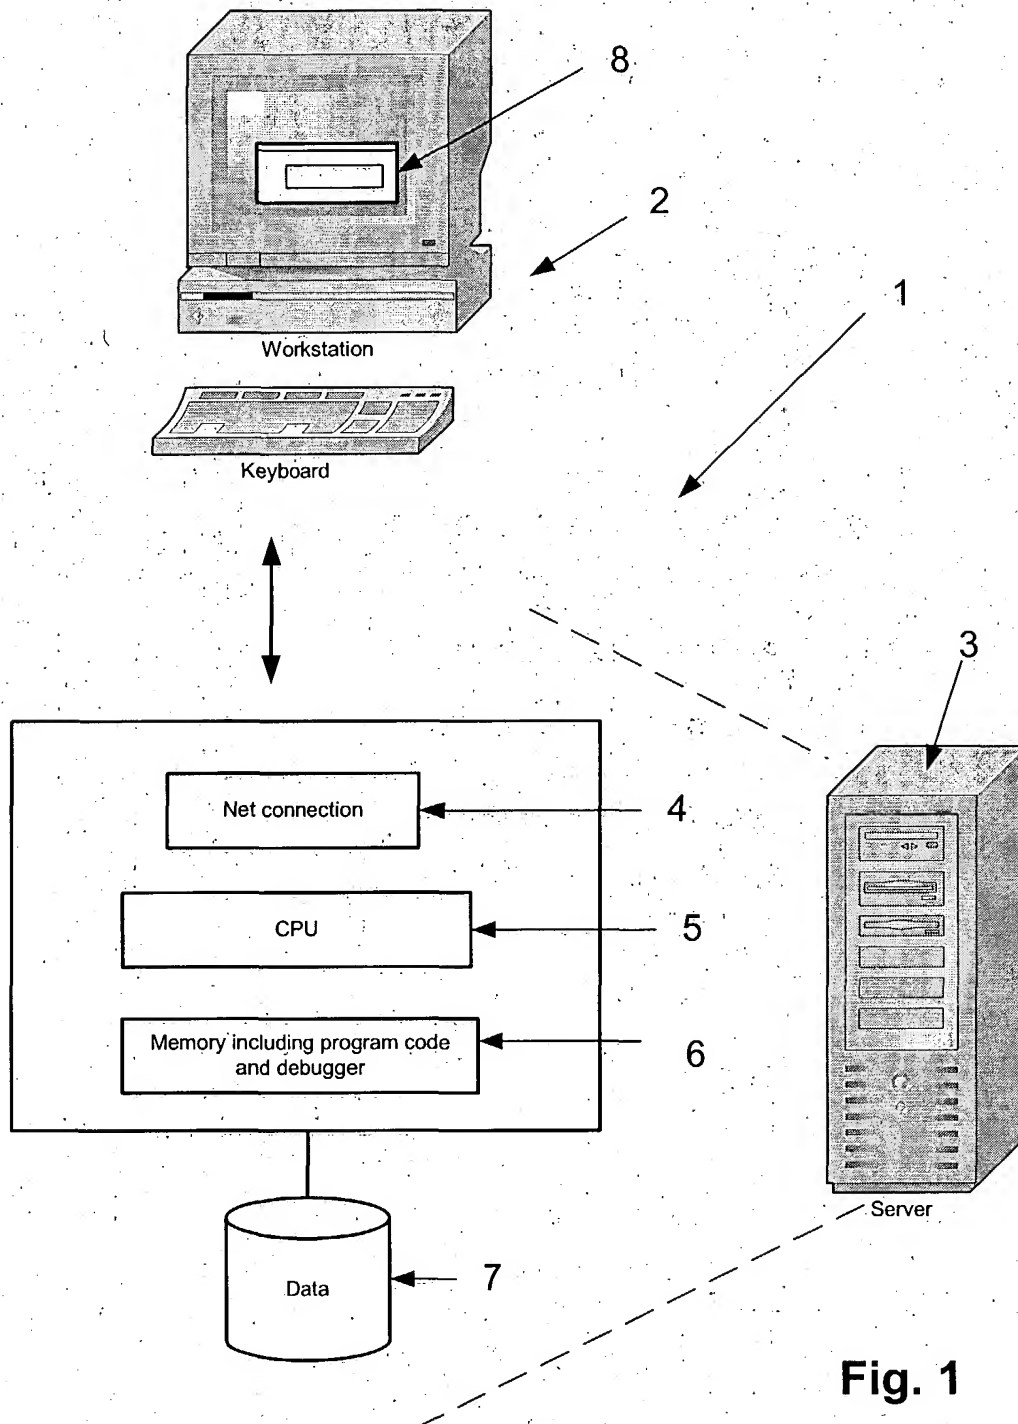 8
2
1
Workstation
Keyboard
3
Net connection
4
CPU
5
Memory including program code
and debugger
6
Server
Data
7
Fig. 1